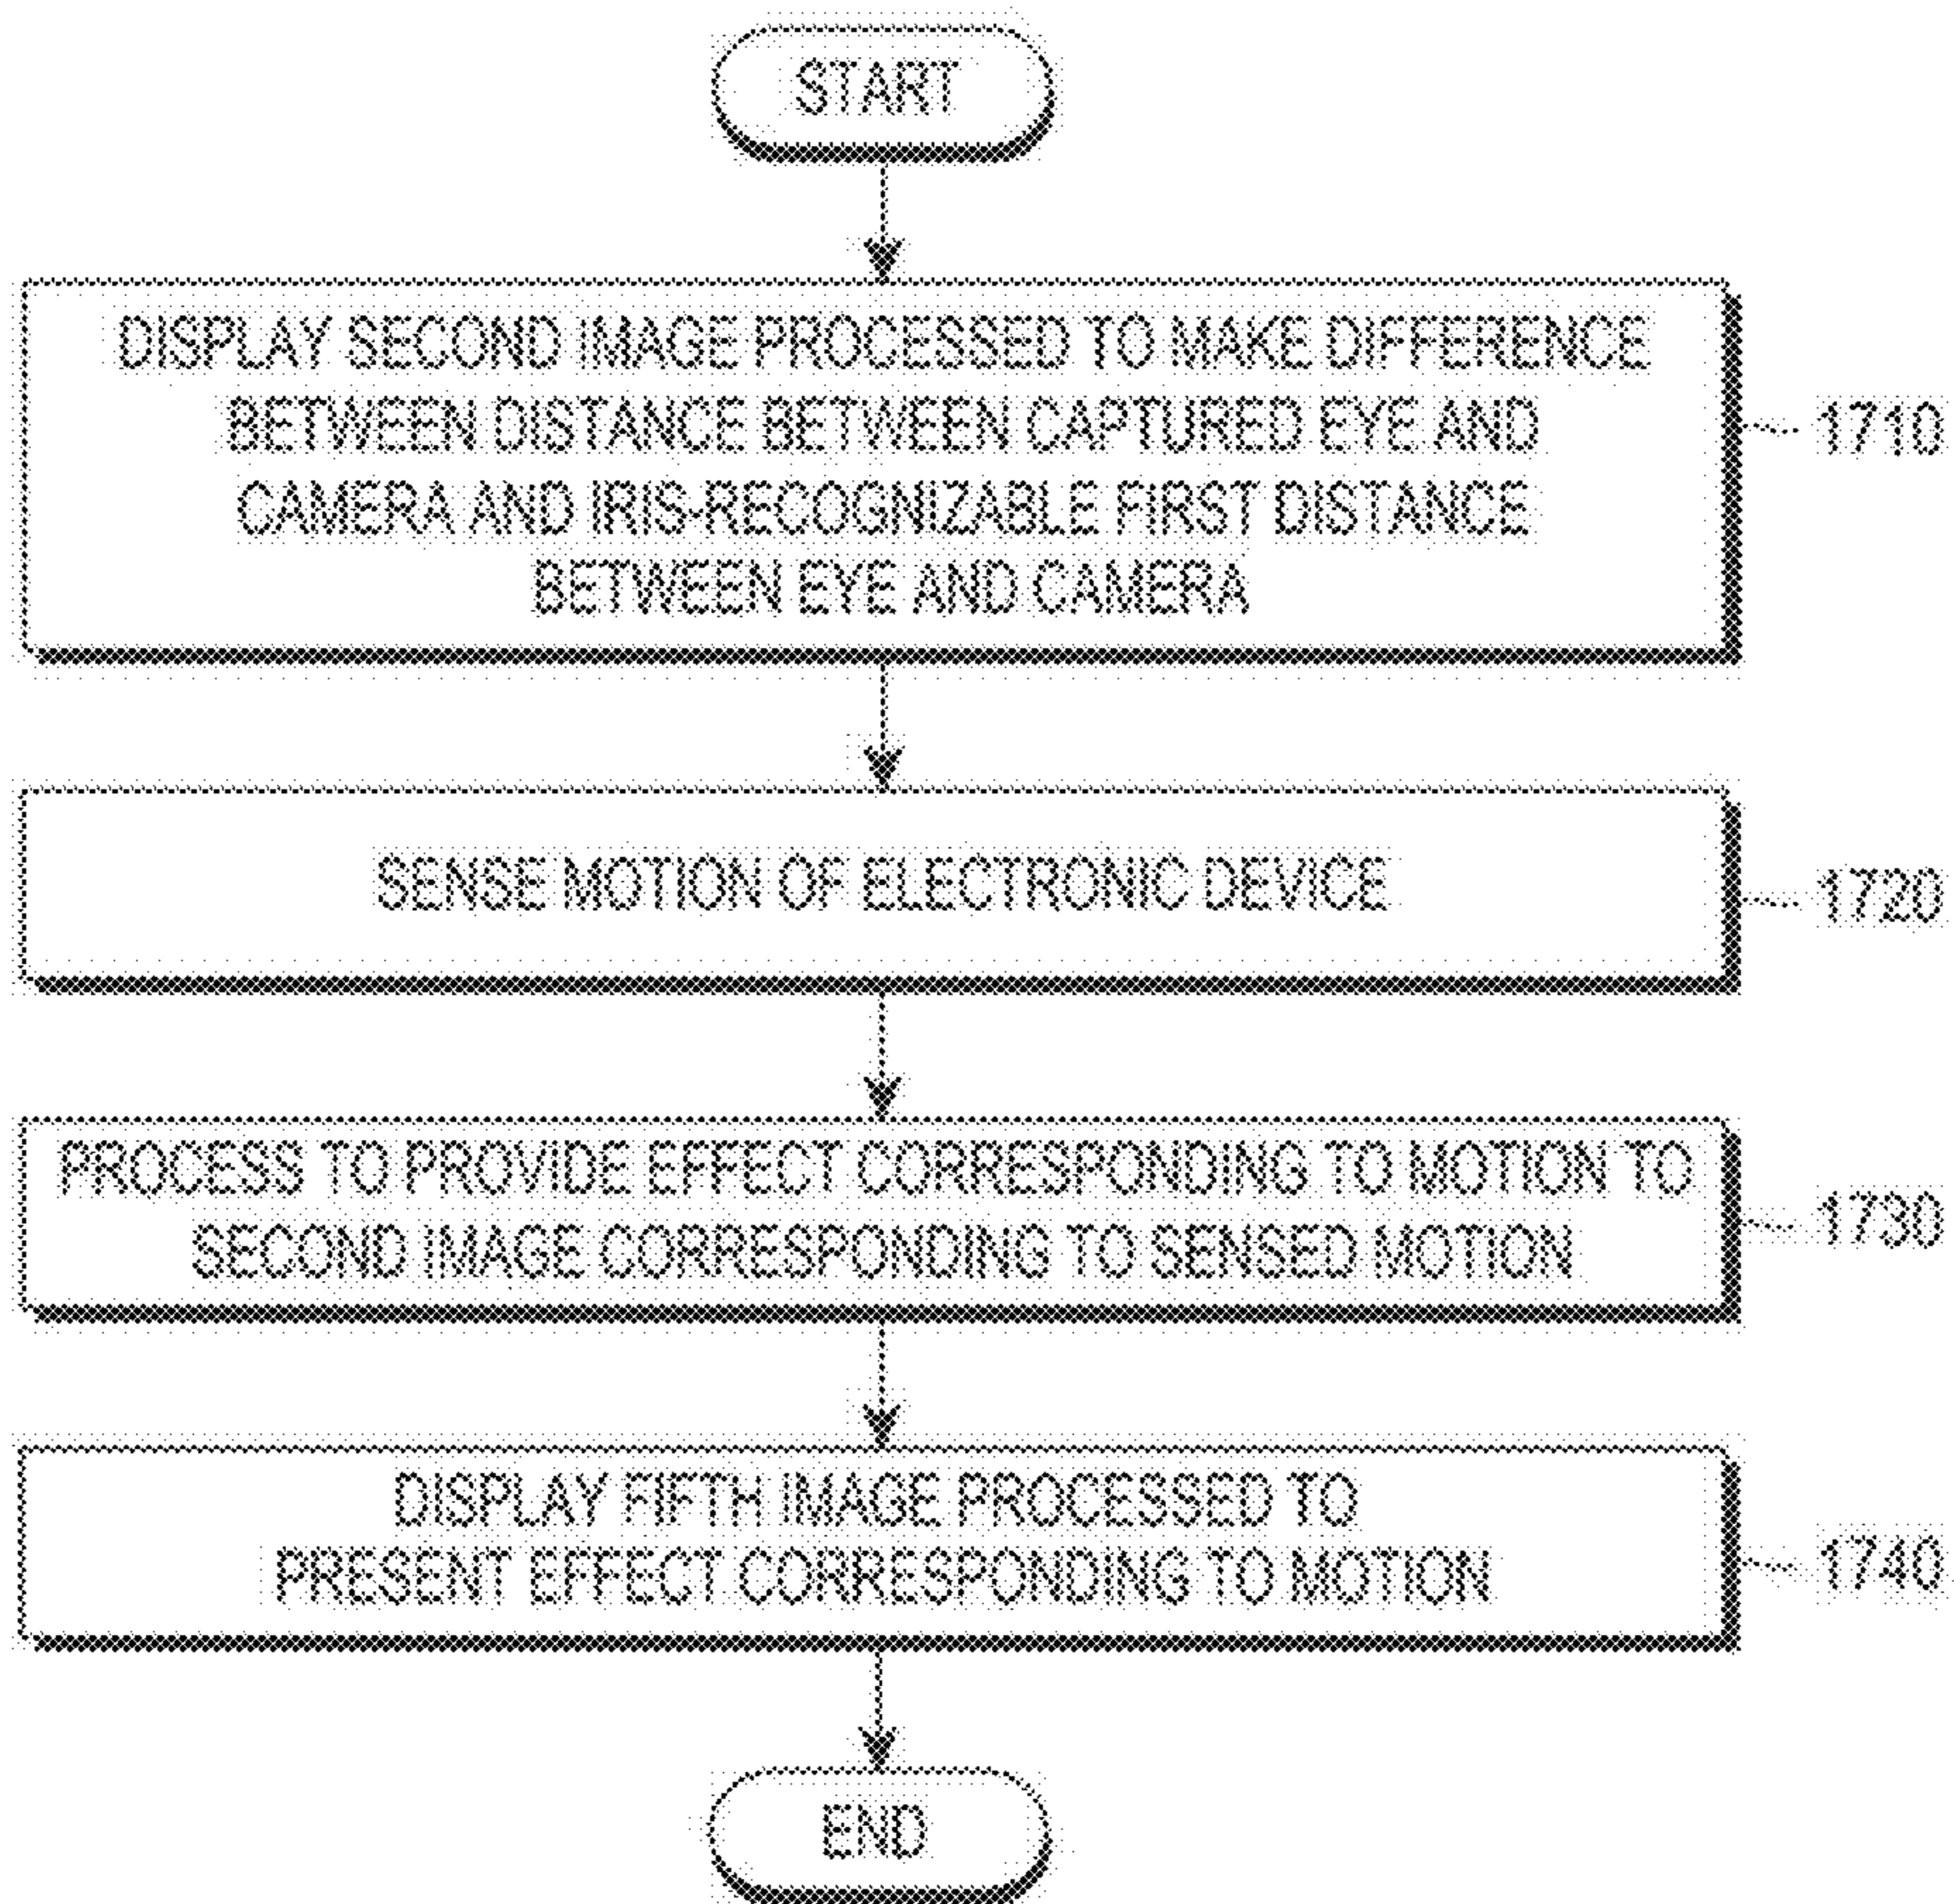 START
DISPLAY SECOND IMAGE PROCESSED TO MAKE DIFFERENCE
BETWEEN DISTANCE BETWEEN CAPTURED EYE AND
CAMERA AND IRIS-RECOGNIZABLE FIRST DISTANCE
BETWEEN EYE AND CAMERA
1710
SENSE MOTION OF ELECTRONIC DEVICE
1720
PROCESS TO PROVIDE EFFECT CORRESPONDING TO MOTION TO
SECOND IMAGE CORRESPONDING TO SENSED MOTION
1730
DISPLAY FIFTH IMAGE PROCESSED TO
PRESENT EFFECT CORRESPONDING TO MOTION
1740
END